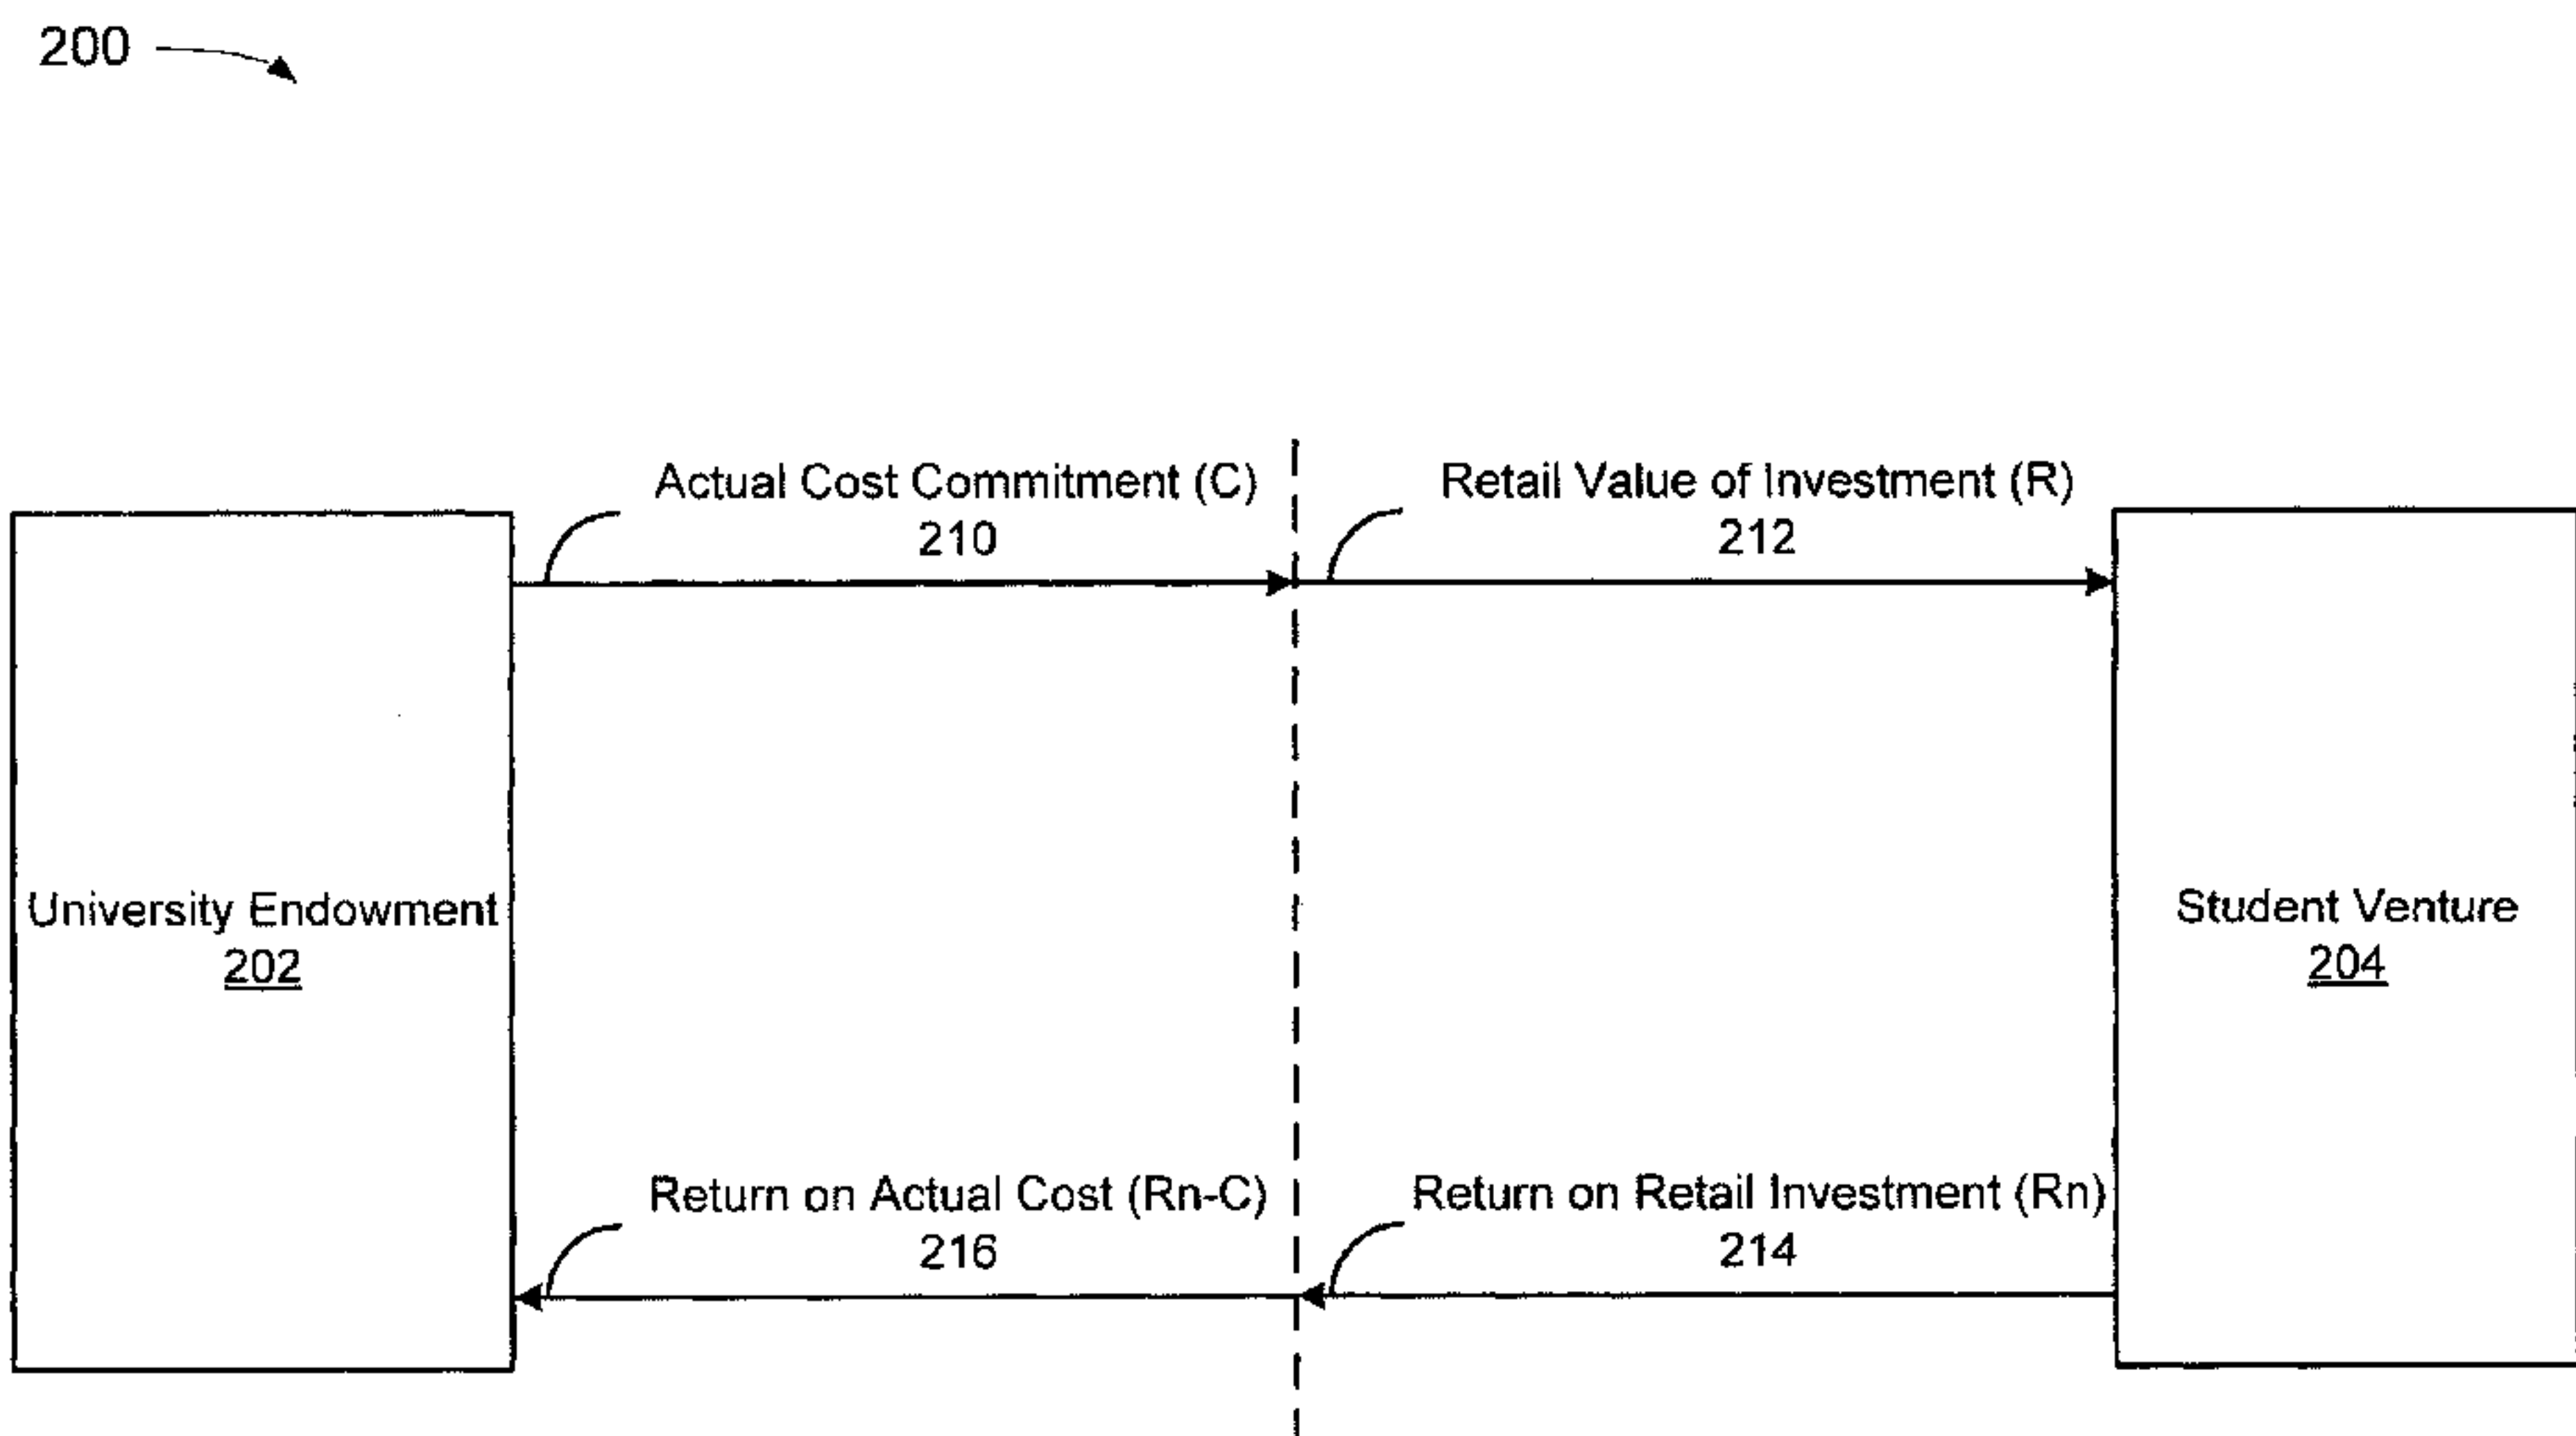 200
Actual Cost Commitment (C)
210
Retail Value of Investment (R)
212
University Endowment
202
Student Venture
204
Return on Actual Cost (Rn-C)
216
Return on Retail Investment (Rn)
214